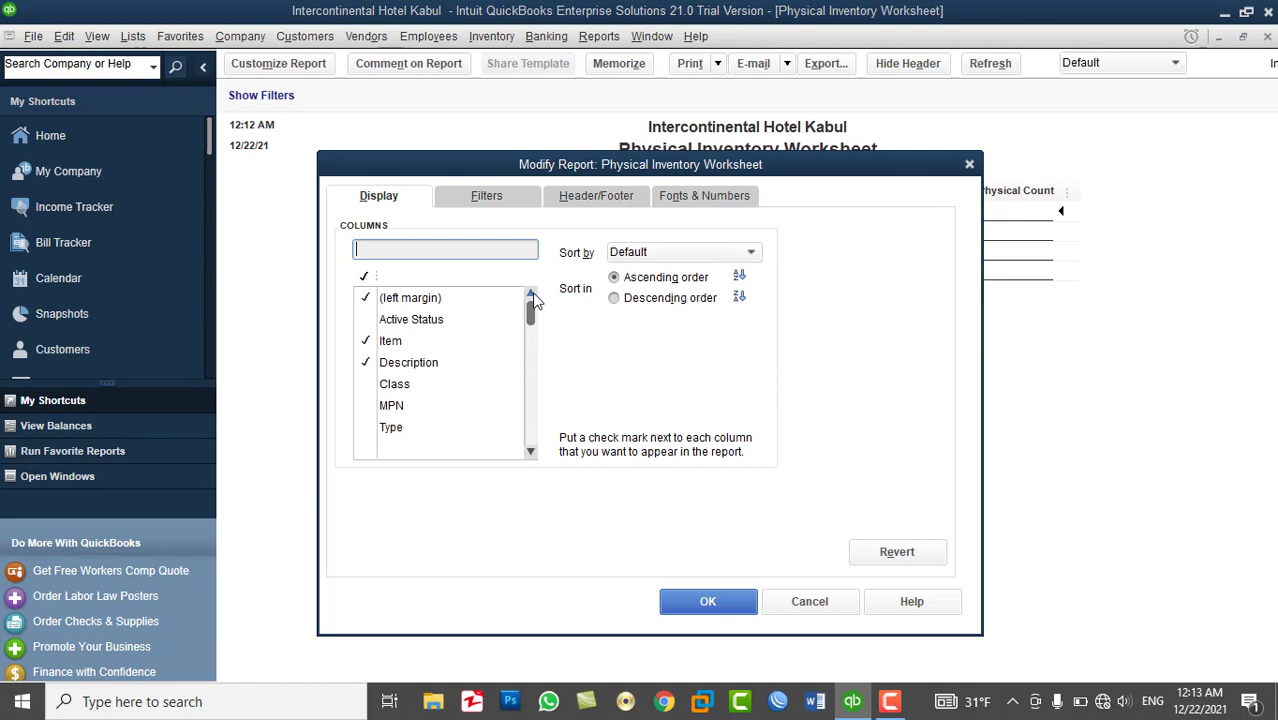 Intercontinental Hotel Kabul - Intuit QuickBooks Enterprise Solutions 21.0 Trial Version - [Physical Inventory Worksheet]
File Edit View Lists Favorites Company Customers Vendors Employees Inventory Banking Reports Window Help
Search Company or Help
Customize Report Comment on Report Share Template Memorize Print E-mail Export... Hide Header Refresh Default
My Shortcuts
Show Filters
12:12 AM
Intercontinental Hotel Kabul
12/22/21
Physical Inventory Worksheet
Home
My Company
Income Tracker
Bill Tracker
Calendar
Snapshots
Customers
My Shortcuts
View Balances
Run Favorite Reports
Open Windows
Do More With QuickBooks
Get Free Workers Comp Quote
Order Labor Law Posters
Order Checks & Supplies
Promote Your Business
Finance with Confidence
Modify Report: Physical Inventory Worksheet
Display Filters Header/Footer Fonts & Numbers
COLUMNS
Sort by Default
Sort in Ascending order
Descending order
(left margin)
Active Status
Item
Description
Class
MPN
Type
Put a check mark next to each column
that you want to appear in the report.
Revert
OK Cancel Help
Physical Count
Type here to search
Ps
31°F
ENG
12:13 AM
12/22/2021
1